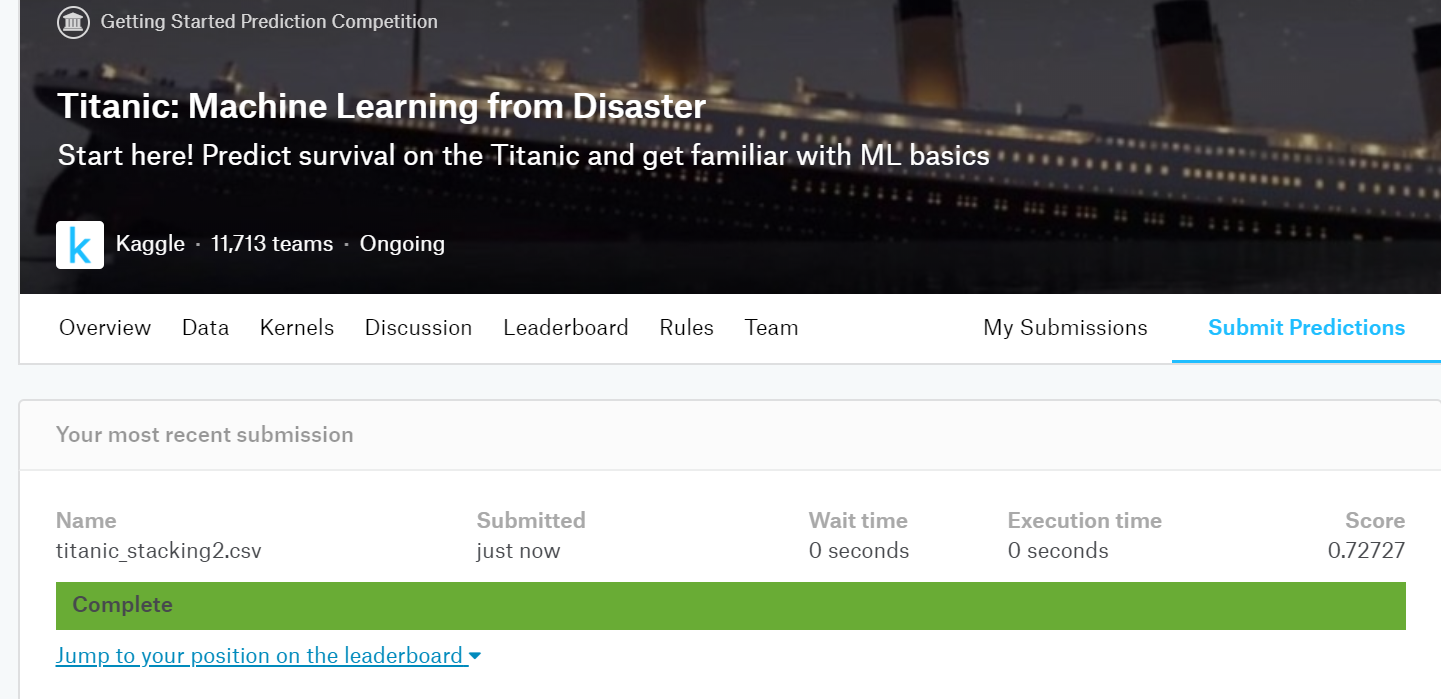 Getting Started Prediction Competition
Titanic: Machine Learning from Disaster
Start here! Predict survival on the Titanic and get familiar with ML basics
k Kaggle · 11,713 teams · Ongoing
Overview Data Kernels Discussion Leaderboard Rules Team My Submissions Submit Predictions
Your most recent submission
Name Submitted Wait time Execution time Score
titanic_stacking2.csv just now 0 seconds 0 seconds 0.72727
Complete
Jump to your position on the leaderboard